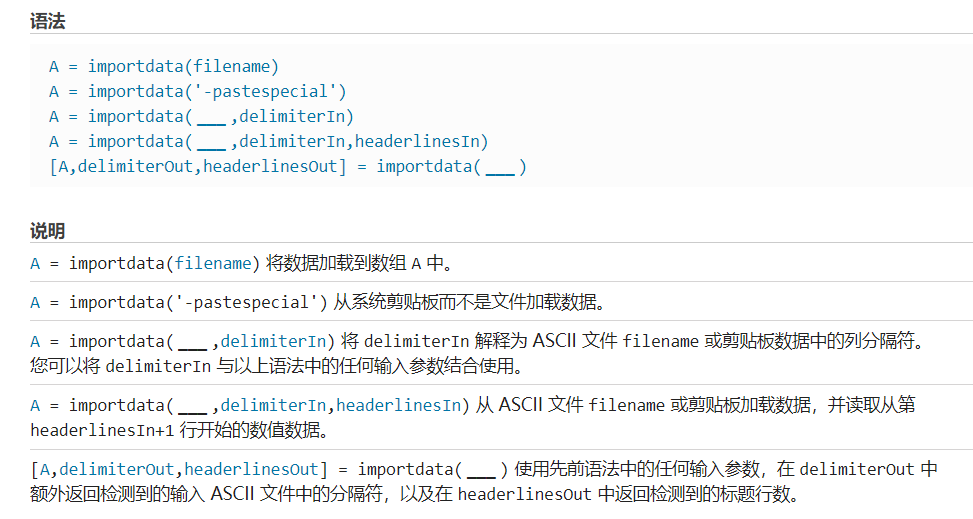 语法
A = importdata(filename)
A = importdata('-pastespecial')
A = importdata(___,delimiterIn)
A = importdata(___,delimiterIn,headerlinesIn)
[A,delimiterOut,headerlinesOut] = importdata(___)
说明
A = importdata(filename) 将数据加载到数组 A 中。
A = importdata('-pastespecial') 从系统剪贴板而不是文件加载数据。
A = importdata(___,delimiterIn) 将 delimiterIn 解释为 ASCII 文件 filename 或剪贴板数据中的列分隔符。
您可以将 delimiterIn 与以上语法中的任何输入参数结合使用。
A = importdata(___,delimiterIn,headerlinesIn) 从 ASCII 文件 filename 或剪贴板加载数据，并读取从第
headerlinesIn+1 行开始的数值数据。
[A,delimiterOut,headerlinesOut] = importdata(___) 使用先前语法中的任何输入参数，在 delimiterOut 中
额外返回检测到的输入 ASCII 文件中的分隔符，以及在 headerlinesOut 中返回检测到的标题行数。